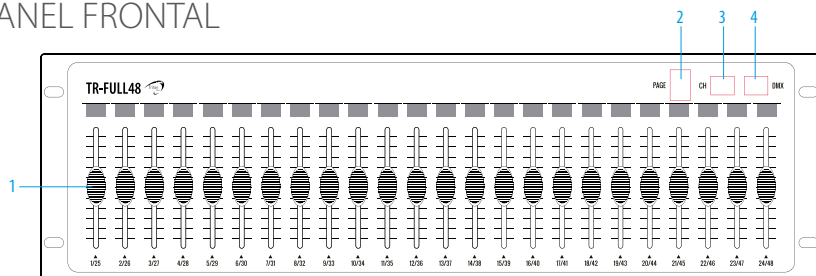 ANEL FRONTAL
2 3 4
TR-FULL48
PAGE CH DMX
1
1/25 2/26 3/27 4/28 5/29 6/30 7/31 8/32 9/33 10/34 11/35 12/36 13/37 14/38 15/39 16/40 17/41 18/42 19/43 20/44 21/45 22/46 23/47 24/48